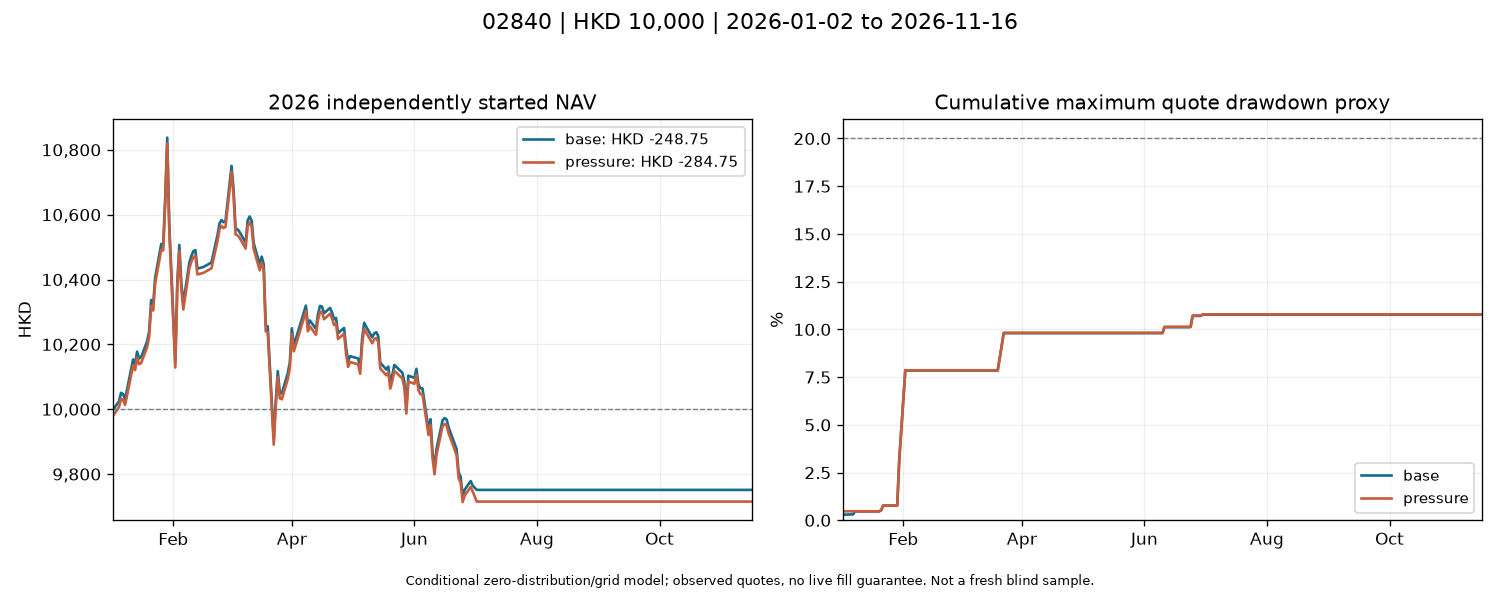 02840 | HKD 10,000 | 2026-01-02 to 2026-11-16
2026 independently started NAV
HKD
10,800
10,600
10,400
10,200
10,000
9,800
Feb Apr Jun Aug Oct
base: HKD -248.75
pressure: HKD -284.75
Cumulative maximum quote drawdown proxy
%
20.0
17.5
15.0
12.5
10.0
7.5
5.0
2.5
0.0
Feb Apr Jun Aug Oct
base
pressure
Conditional zero-distribution/grid model; observed quotes, no live fill guarantee. Not a fresh blind sample.